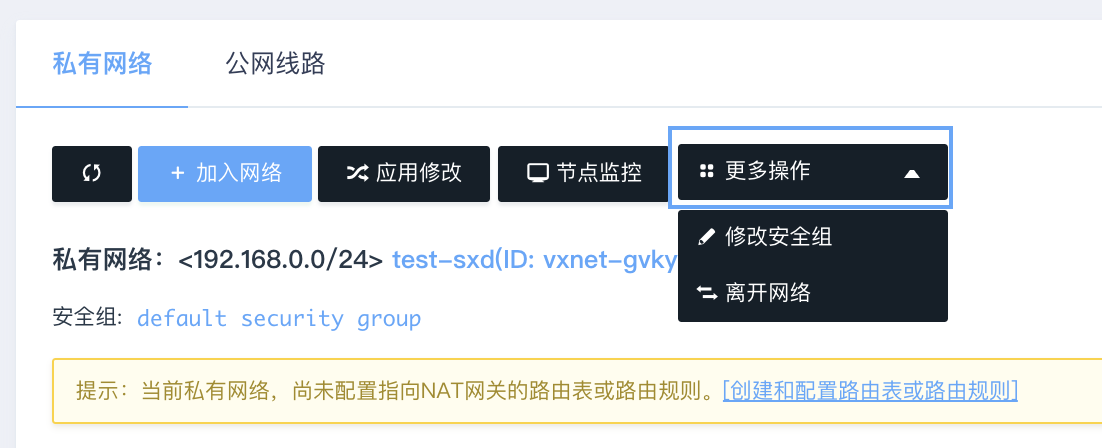 私有网络 公网线路
+ 加入网络 应用修改 节点监控 更多操作
修改安全组
私有网络：<192.168.0.0/24> test-sxd(ID: vxnet-gvky
离开网络
安全组: default security group
提示：当前私有网络，尚未配置指向NAT网关的路由表或路由规则。[创建和配置路由表或路由规则]